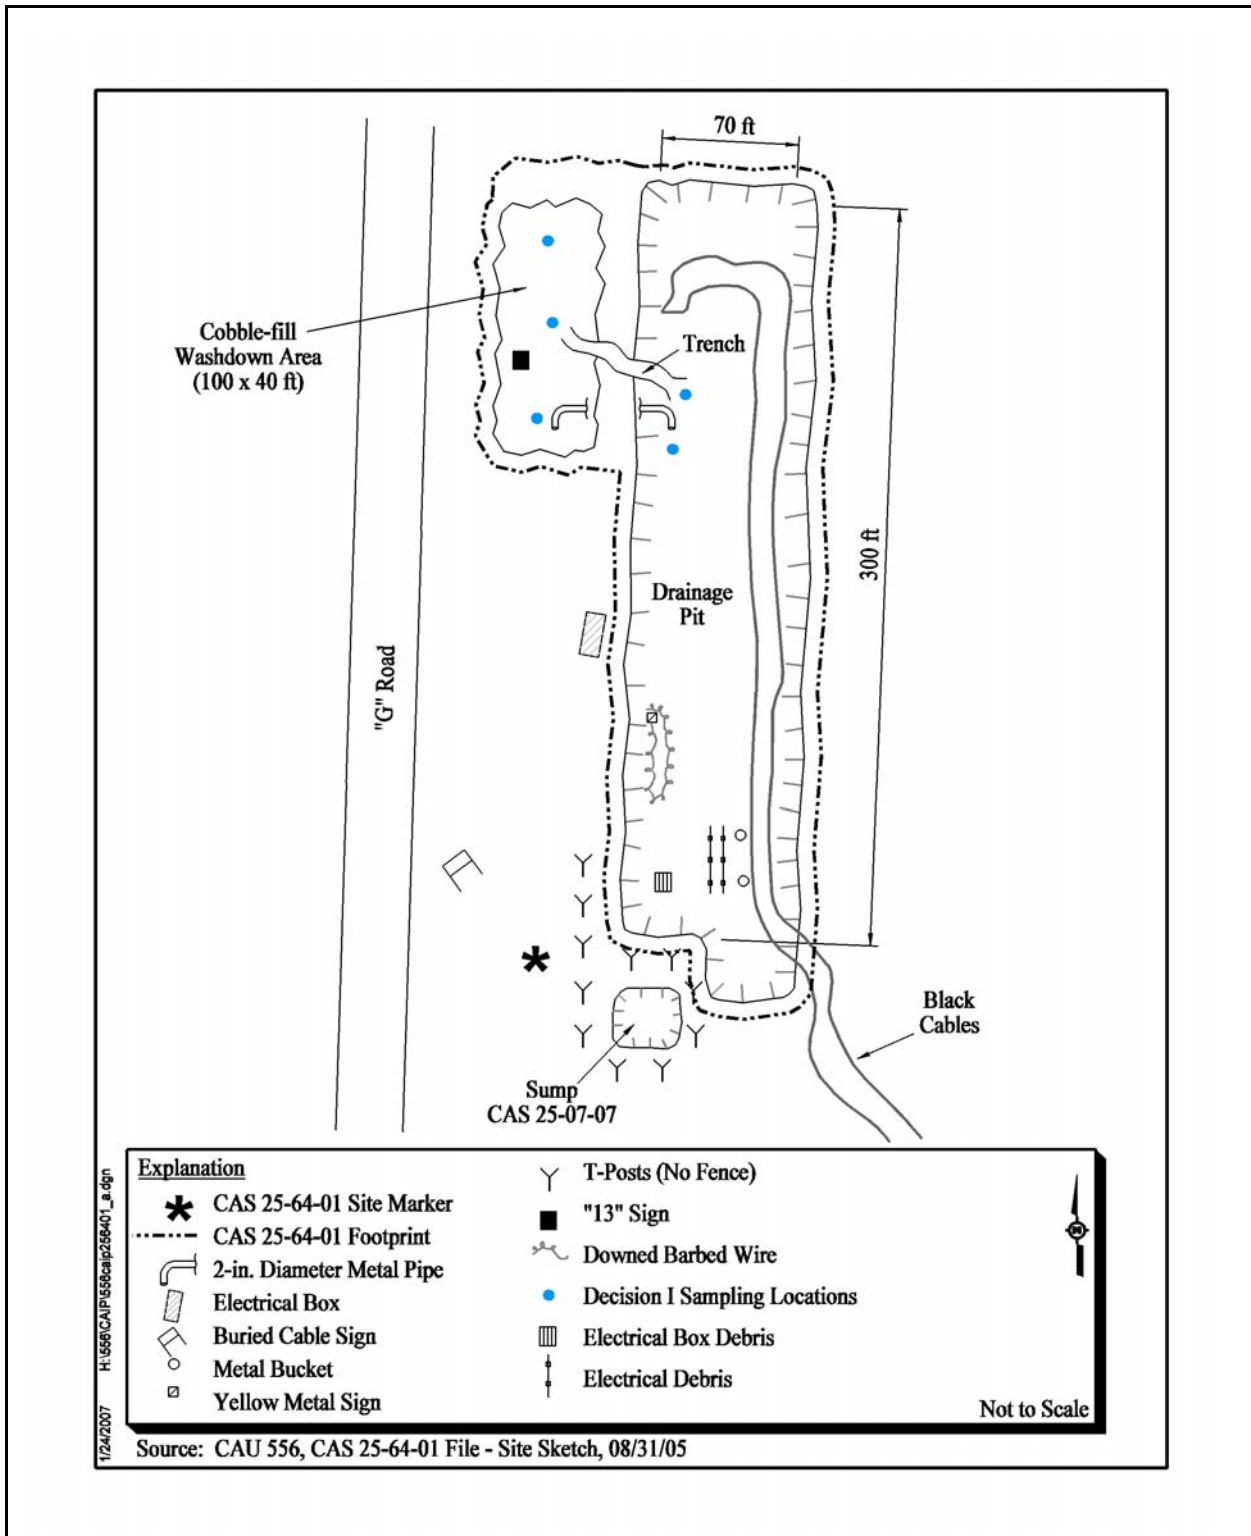 70 ft
Cobble-fill
Washdown Area
(100 x 40 ft)
Trench
300 ft
Drainage
Pit
"G" Road
Black
Cables
Sump
CAS 25-07-07
Explanation
CAS 25-64-01 Site Marker
CAS 25-64-01 Footprint
2-in. Diameter Metal Pipe
Electrical Box
Buried Cable Sign
Metal Bucket
Yellow Metal Sign
T-Posts (No Fence)
"13" Sign
Downed Barbed Wire
Decision I Sampling Locations
Electrical Box Debris
Electrical Debris
N
Not to Scale
Source: CAU 556, CAS 25-64-01 File - Site Sketch, 08/31/05
1/24/2007 H:\556\CAIP\556caip256401_a.dgn